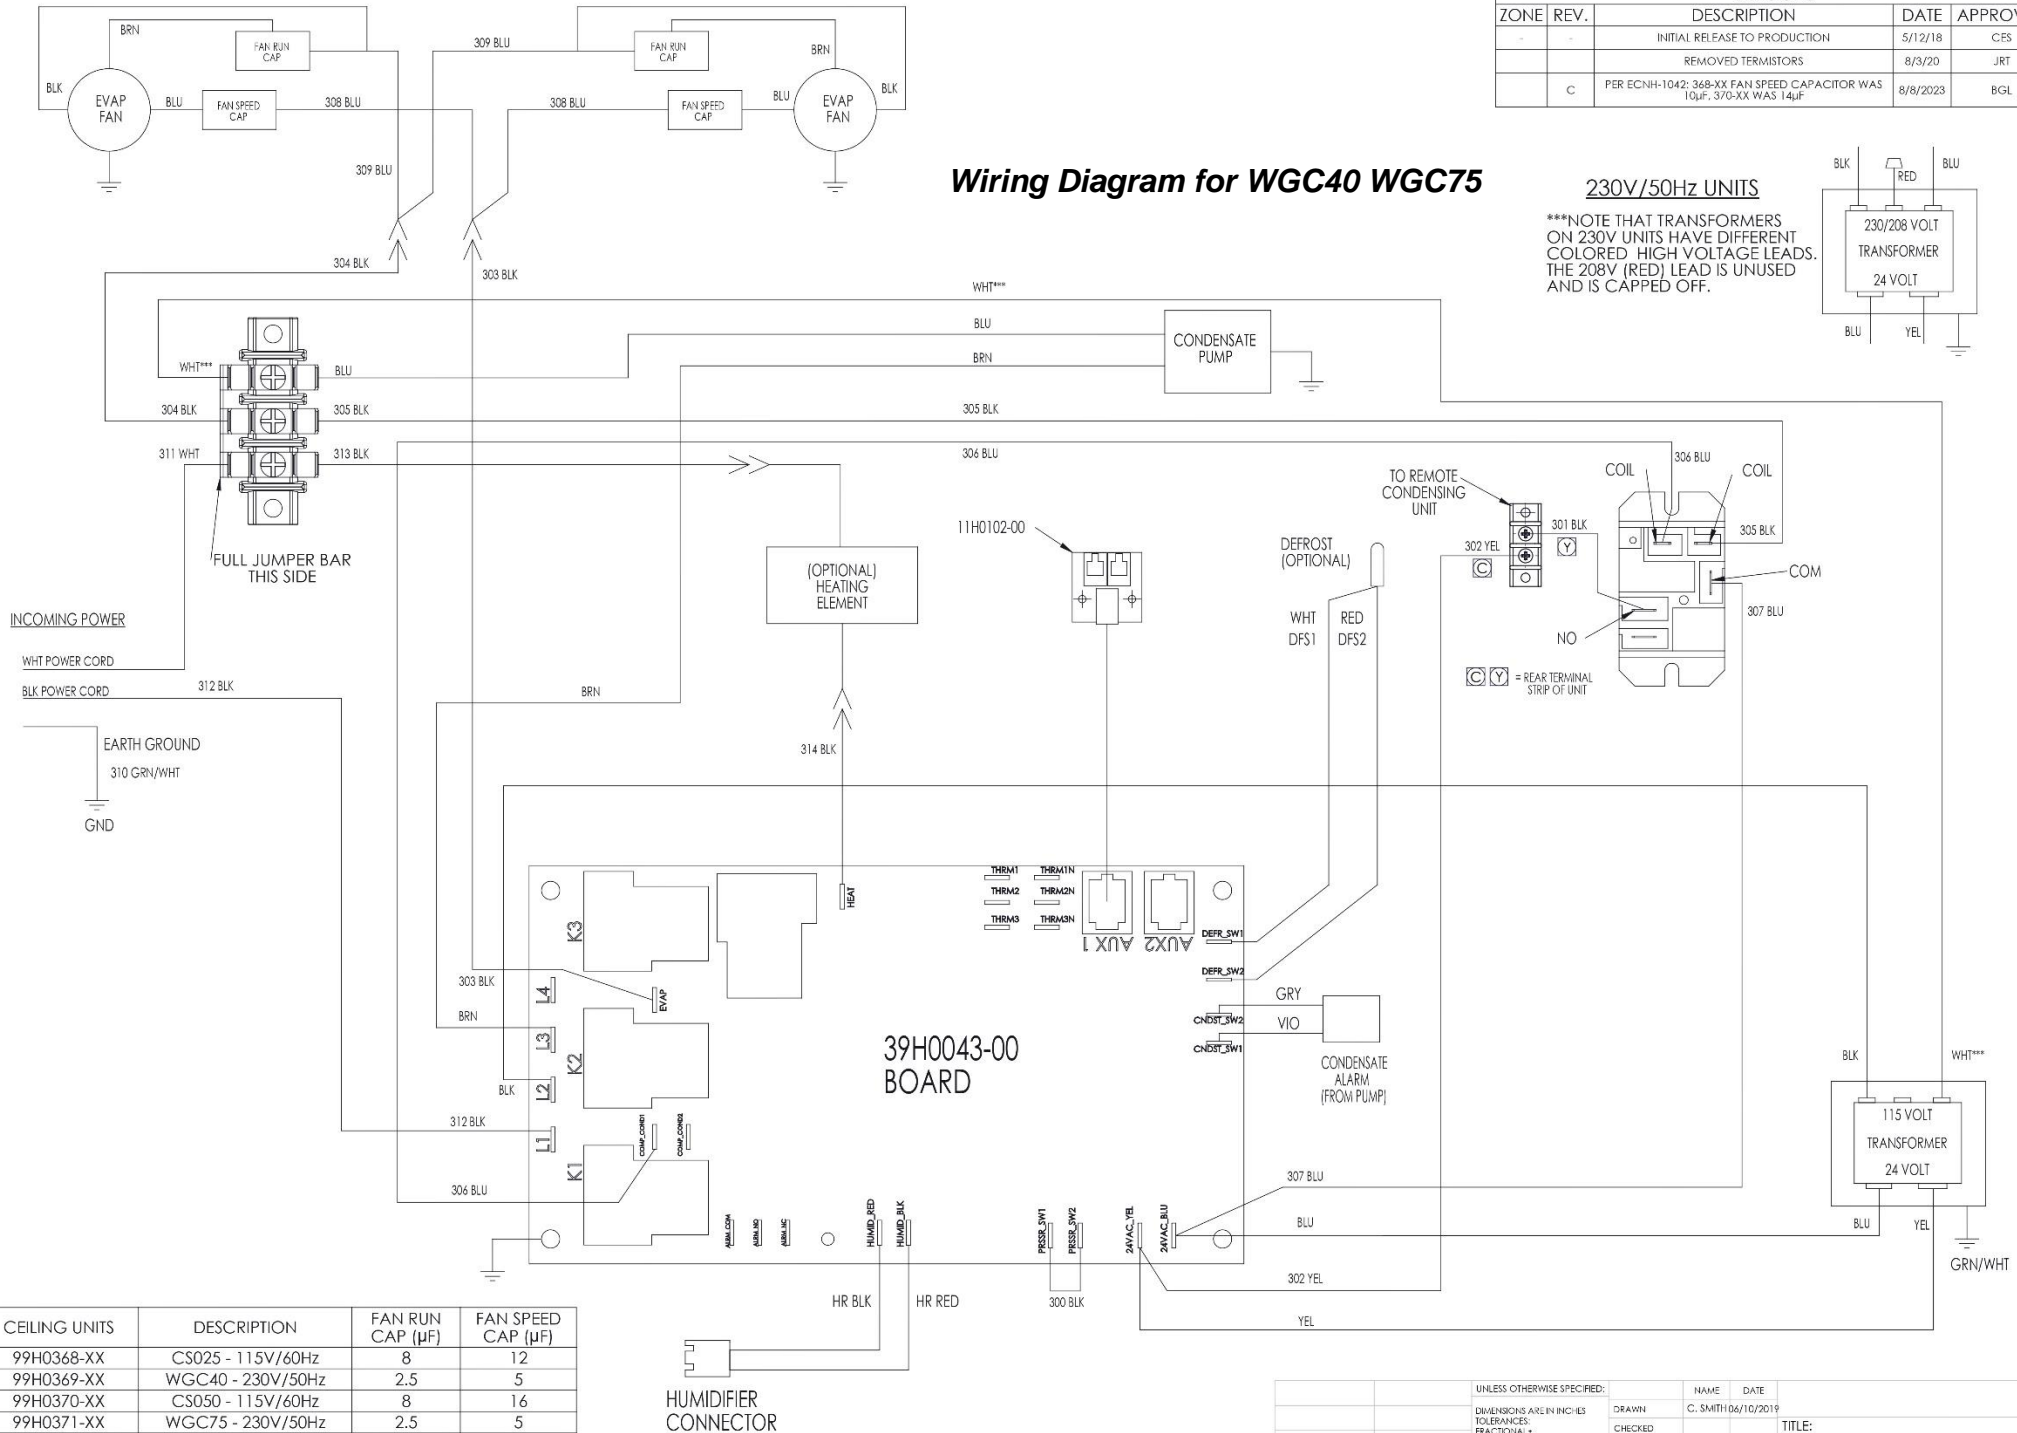 ZONE REV. DESCRIPTION DATE APPROV
- - INITIAL RELEASE TO PRODUCTION 5/12/18 CES
REMOVED TERMISTORS 8/3/20 JRT
C PER ECNH-1042: 368-XX FAN SPEED CAPACITOR WAS
10µF, 370-XX WAS 14µF 8/8/2023 BGL
BRN
FAN RUN
CAP
309 BLU
FAN RUN
CAP
BRN
BLK
EVAP
FAN
BLU
FAN SPEED
CAP
308 BLU
308 BLU
FAN SPEED
CAP
BLU
EVAP
FAN
BLK
309 BLU
Wiring Diagram for WGC40 WGC75
230V/50Hz UNITS
***NOTE THAT TRANSFORMERS
ON 230V UNITS HAVE DIFFERENT
COLORED HIGH VOLTAGE LEADS.
THE 208V (RED) LEAD IS UNUSED
AND IS CAPPED OFF.
BLK
RED
BLU
230/208 VOLT
TRANSFORMER
24 VOLT
BLU
YEL
304 BLK
303 BLK
WHT***
BLU
BRN
CONDENSATE
PUMP
WHT***
BLU
304 BLK
305 BLK
305 BLK
311 WHT
313 BLK
306 BLU
FULL JUMPER BAR
THIS SIDE
(OPTIONAL)
HEATING
ELEMENT
11H0102-00
DEFROST
(OPTIONAL)
WHT
DFS1
RED
DFS2
TO REMOTE
CONDENSING
UNIT
302 YEL
C
301 BLK
Y
COIL
306 BLU
COIL
305 BLK
COM
307 BLU
NO
C Y = REAR TERMINAL
STRIP OF UNIT
INCOMING POWER
WHT POWER CORD
BLK POWER CORD
312 BLK
EARTH GROUND
310 GRN/WHT
GND
BRN
314 BLK
303 BLK
BRN
BLK
312 BLK
306 BLU
K3
L4
EVAP
L3
K2
L2
L1
COMP_COND1
COMP_COND2
K1
HEAT
THRM1
THRM1N
THRM2
THRM2N
THRM3
THRM3N
AUX 1
AUX2
DEFR_SW1
DEFR_SW2
CNDST_SW2
CNDST_SW1
GRY
VIO
CONDENSATE
ALARM
(FROM PUMP)
39H0043-00
BOARD
ALRM_COM
ALRM_NO
ALRM_NC
HUMID_RED
HUMID_BLK
PRSSR_SW1
PRSSR_SW2
24VAC_YEL
24VAC_BLU
307 BLU
BLU
302 YEL
YEL
300 BLK
HR BLK
HR RED
HUMIDIFIER
CONNECTOR
BLK
WHT***
115 VOLT
TRANSFORMER
24 VOLT
BLU
YEL
GRN/WHT
CEILING UNITS DESCRIPTION FAN RUN
CAP (µF) FAN SPEED
CAP (µF)
99H0368-XX CS025 - 115V/60Hz 8 12
99H0369-XX WGC40 - 230V/50Hz 2.5 5
99H0370-XX CS050 - 115V/60Hz 8 16
99H0371-XX WGC75 - 230V/50Hz 2.5 5
UNLESS OTHERWISE SPECIFIED:
NAME DATE
DIMENSIONS ARE IN INCHES
TOLERANCES:
DRAWN C. SMITH 06/10/2019
CHECKED
TITLE: